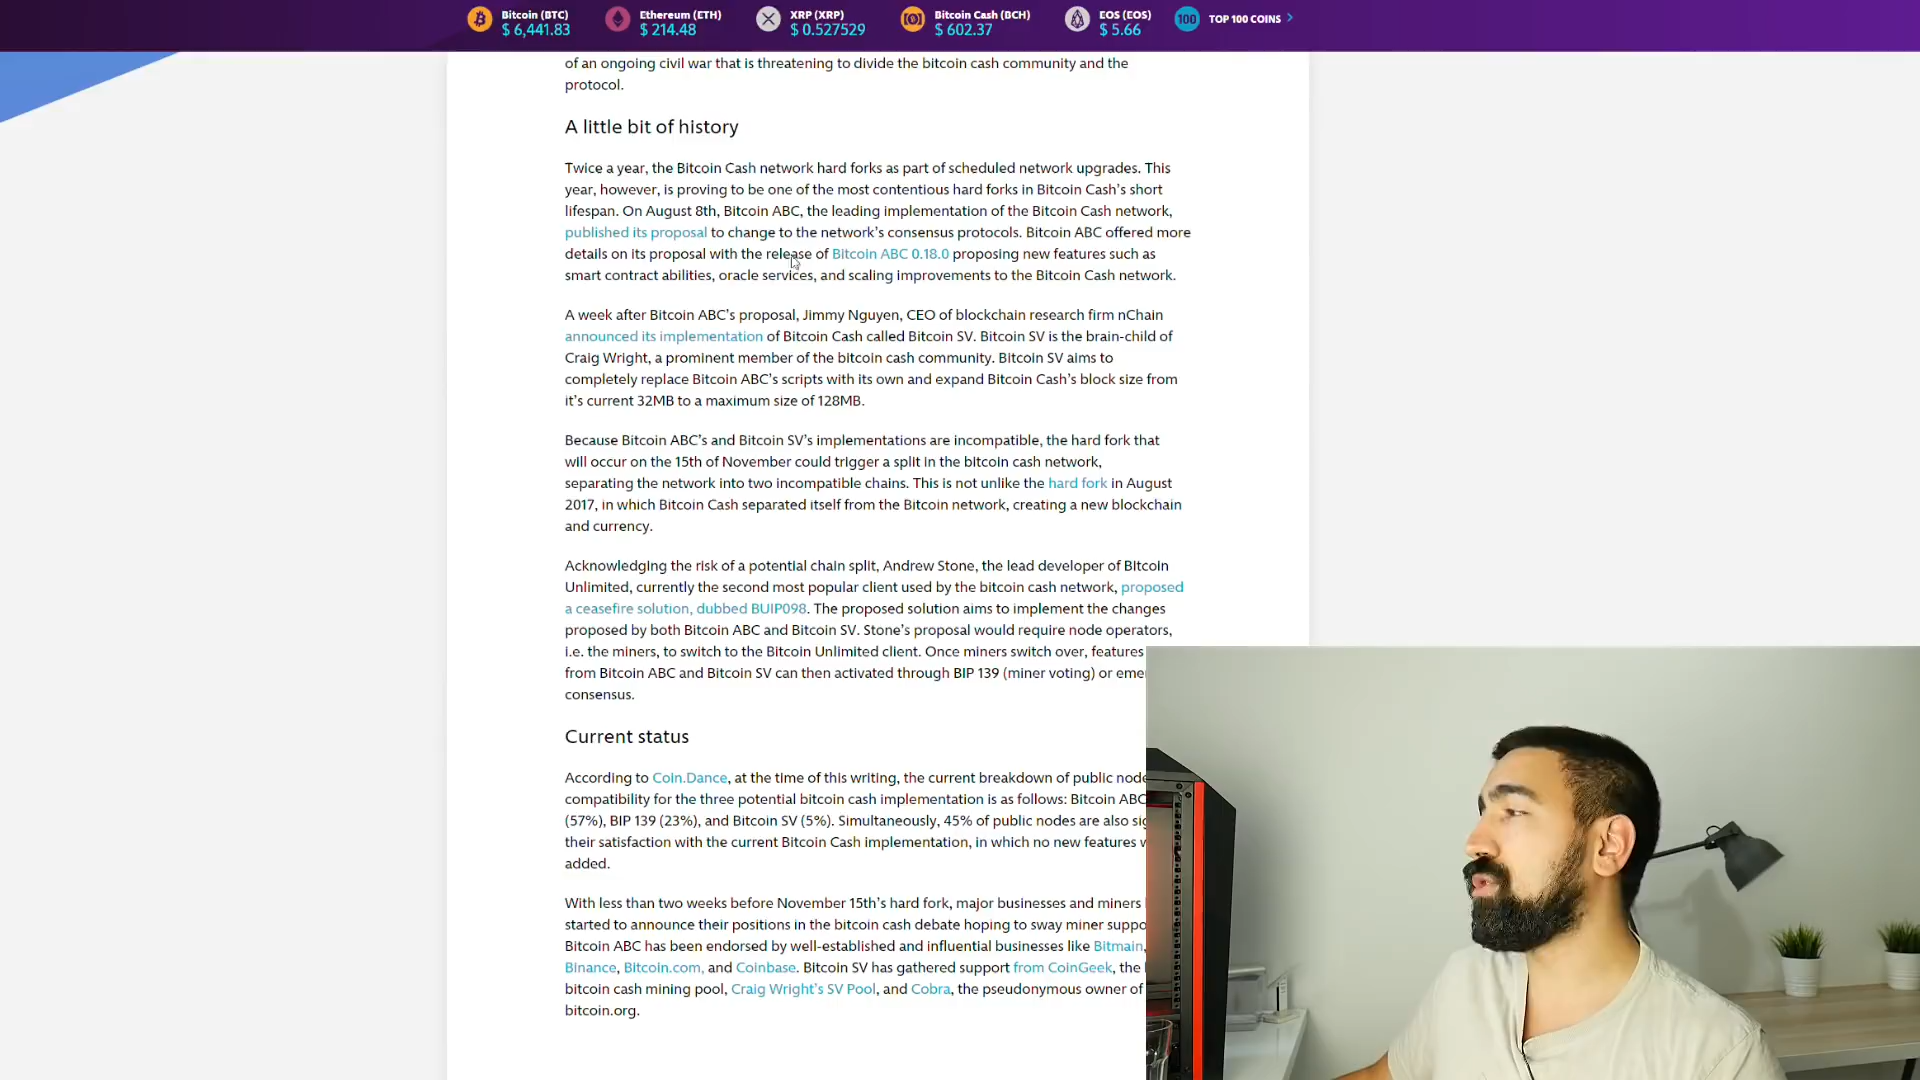 Bitcoin (BTC)
$ 6,441.83
Ethereum (ETH)
$ 214.48
XRP (XRP)
$ 0.527529
Bitcoin Cash (BCH)
$ 602.37
EOS (EOS)
$ 5.66
100
TOP 100 COINS
of an ongoing civil war that is threatening to divide the bitcoin cash community and the
protocol.
A little bit of history
Twice a year, the Bitcoin Cash network hard forks as part of scheduled network upgrades. This
year, however, is proving to be one of the most contentious hard forks in Bitcoin Cash's short
lifespan. On August 8th, Bitcoin ABC, the leading implementation of the Bitcoin Cash network,
published its proposal to change to the network's consensus protocols. Bitcoin ABC offered more
details on its proposal with the release of Bitcoin ABC 0.18.0 proposing new features such as
smart contract abilities, oracle services, and scaling improvements to the Bitcoin Cash network.
A week after Bitcoin ABC's proposal, Jimmy Nguyen, CEO of blockchain research firm nChain
announced its implementation of Bitcoin Cash called Bitcoin SV. Bitcoin SV is the brain-child of
Craig Wright, a prominent member of the bitcoin cash community. Bitcoin SV aims to
completely replace Bitcoin ABC's scripts with its own and expand Bitcoin Cash's block size from
it's current 32MB to a maximum size of 128MB.
Because Bitcoin ABC's and Bitcoin SV's implementations are incompatible, the hard fork that
will occur on the 15th of November could trigger a split in the bitcoin cash network,
separating the network into two incompatible chains. This is not unlike the hard fork in August
2017, in which Bitcoin Cash separated itself from the Bitcoin network, creating a new blockchain
and currency.
Acknowledging the risk of a potential chain split, Andrew Stone, the lead developer of BItcoin
Unlimited, currently the second most popular client used by the bitcoin cash network, proposed
a ceasefire solution, dubbed BUIP098. The proposed solution aims to implement the changes
proposed by both Bitcoin ABC and Bitcoin SV. Stone's proposal would require node operators,
i.e. the miners, to switch to the Bitcoin Unlimited client. Once miners switch over, features
from Bitcoin ABC and Bitcoin SV can then activated through BIP 139 (miner voting) or eme
consensus.
Current status
According to Coin.Dance, at the time of this writing, the current breakdown of public node
compatibility for the three potential bitcoin cash implementation is as follows: Bitcoin ABC
(57%), BIP 139 (23%), and Bitcoin SV (5%). Simultaneously, 45% of public nodes are also sig
their satisfaction with the current Bitcoin Cash implementation, in which no new features
added.
With less than two weeks before November 15th's hard fork, major businesses and miners
started to announce their positions in the bitcoin cash debate hoping to sway miner suppo
Bitcoin ABC has been endorsed by well-established and influential businesses like Bitmain,
Binance, Bitcoin.com, and Coinbase. Bitcoin SV has gathered support from CoinGeek, the
bitcoin cash mining pool, Craig Wright's SV Pool, and Cobra, the pseudonymous owner of
bitcoin.org.